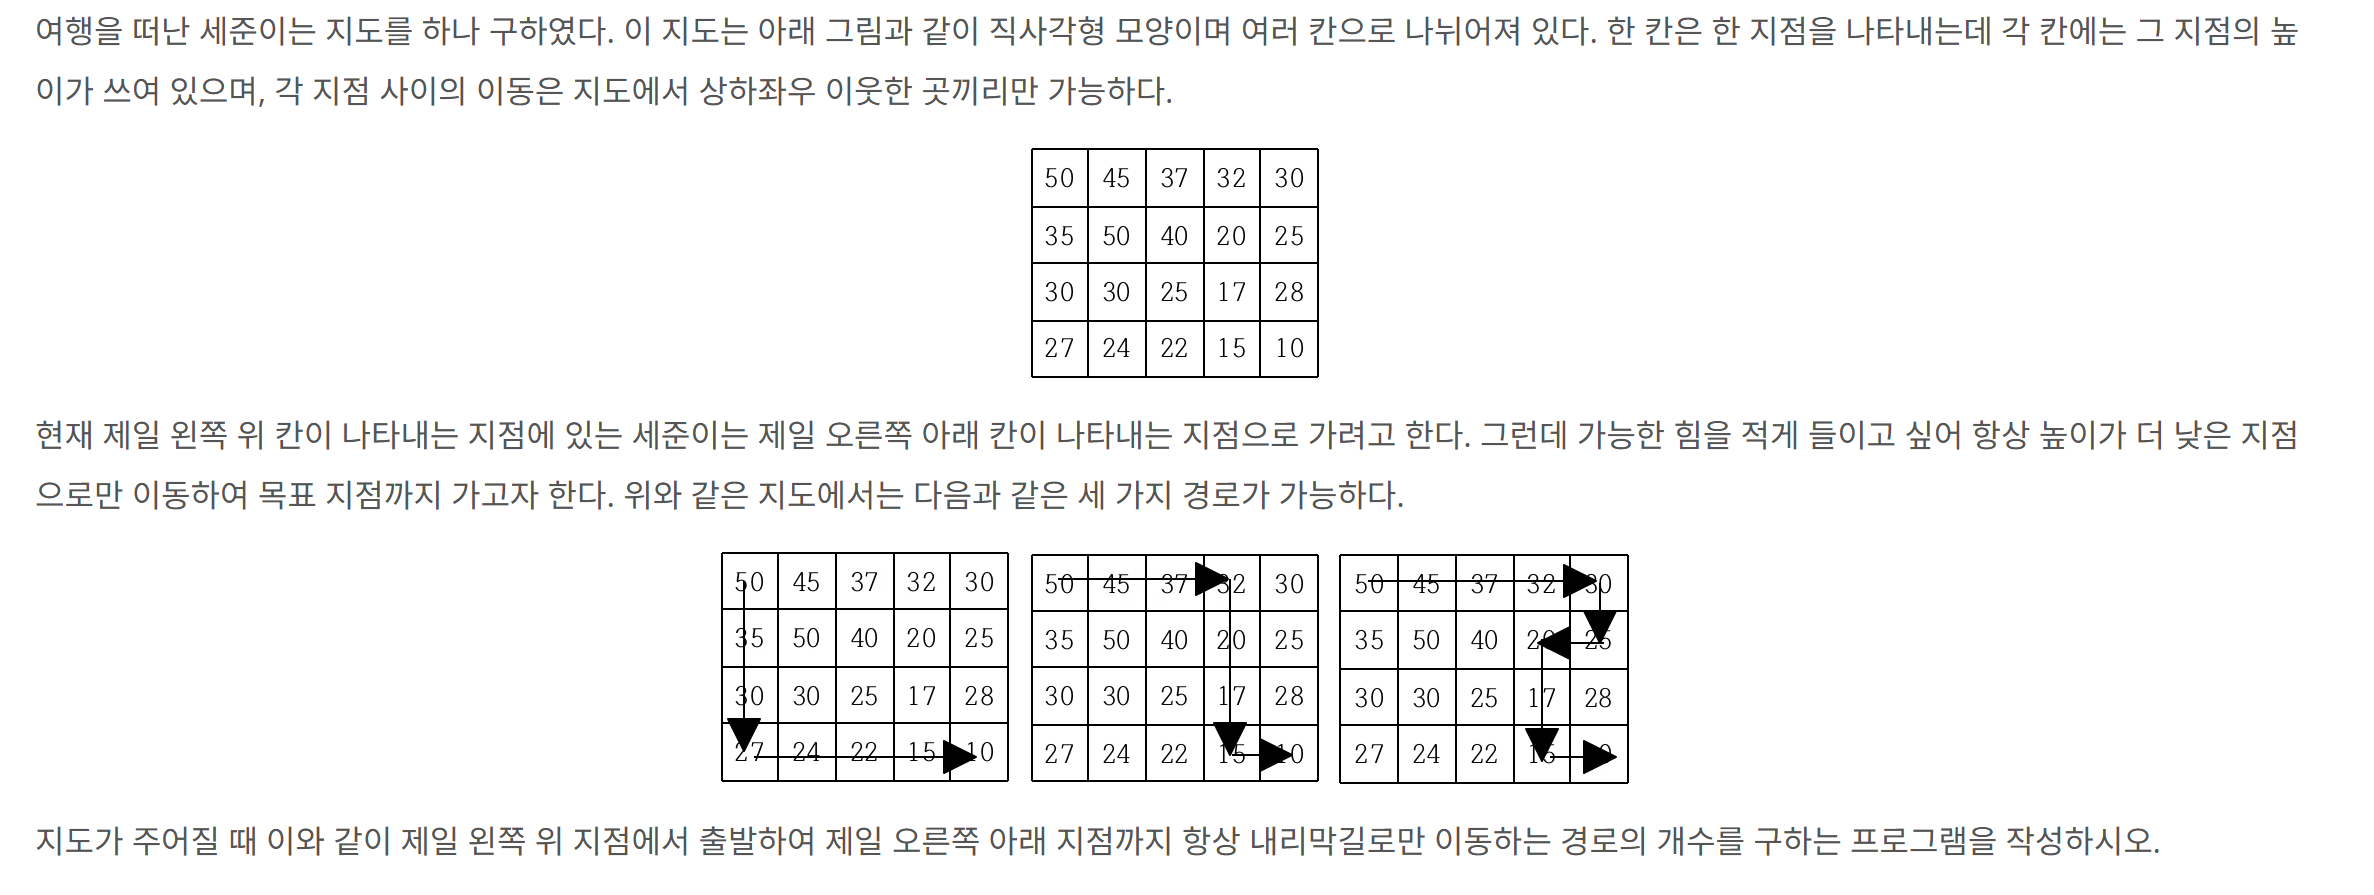 여행을 떠난 세준이는 지도를 하나 구하였다. 이 지도는 아래 그림과 같이 직사각형 모양이며 여러 칸으로 나뉘어져 있다. 한 칸은 한 지점을 나타내는데 각 칸에는 그 지점의 높
이가 쓰여 있으며, 각 지점 사이의 이동은 지도에서 상하좌우 이웃한 곳끼리만 가능하다.
50 45 37 32 30
35 50 40 20 25
30 30 25 17 28
27 24 22 15 10
현재 제일 왼쪽 위 칸이 나타내는 지점에 있는 세준이는 제일 오른쪽 아래 칸이 나타내는 지점으로 가려고 한다. 그런데 가능한 힘을 적게 들이고 싶어 항상 높이가 더 낮은 지점
으로만 이동하여 목표 지점까지 가고자 한다. 위와 같은 지도에서는 다음과 같은 세 가지 경로가 가능하다.
50 45 37 32 30
35 50 40 20 25
30 30 25 17 28
27 24 22 15 10
50 45 37 32 30
35 50 40 20 25
30 30 25 17 28
27 24 22 15 10
50 45 37 32 30
35 50 40 20 25
30 30 25 17 28
27 24 22 15 10
지도가 주어질 때 이와 같이 제일 왼쪽 위 지점에서 출발하여 제일 오른쪽 아래 지점까지 항상 내리막길로만 이동하는 경로의 개수를 구하는 프로그램을 작성하시오.